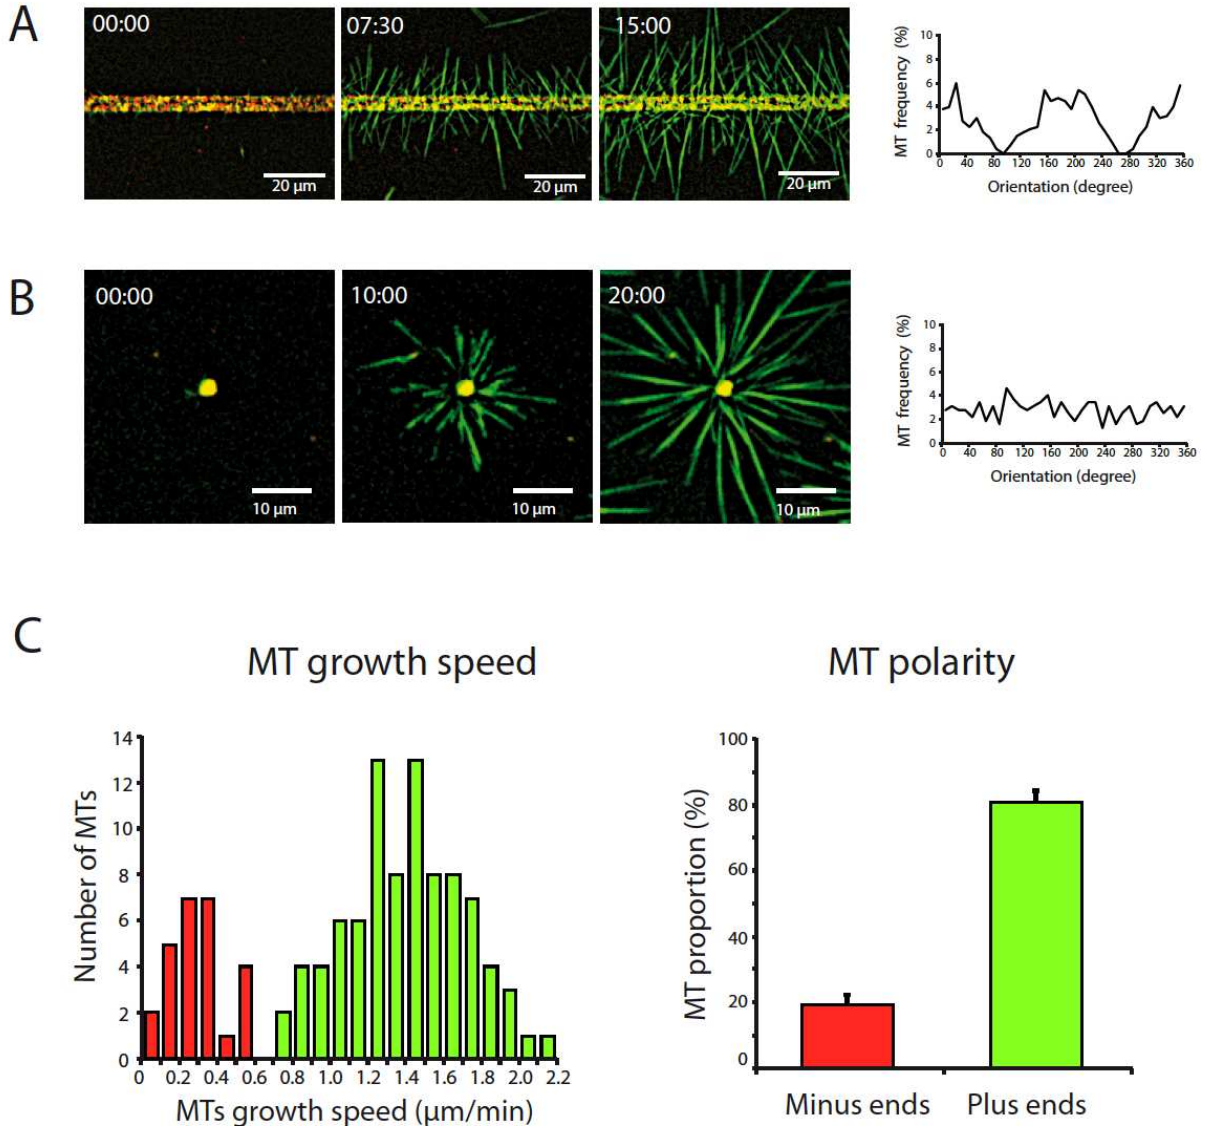 A
00:00
07:30
15:00
20 µm
20 µm
20 µm
MT frequency (%)
10
8
6
4
2
0
0 40 80 120 160 200 240 280 320 360
Orientation (degree)
B
00:00
10:00
20:00
10 µm
10 µm
10 µm
MT frequency (%)
10
8
6
4
2
0
0 40 80 120 160 200 240 280 320 360
Orientation (degree)
C
MT growth speed
Number of MTs
14
12
10
8
6
4
2
0
0 0.2 0.4 0.6 0.8 1.0 1.2 1.4 1.6 1.8 2.0 2.2
MTs growth speed (µm/min)
MT polarity
MT proportion (%)
100
80
60
40
20
0
Minus ends Plus ends